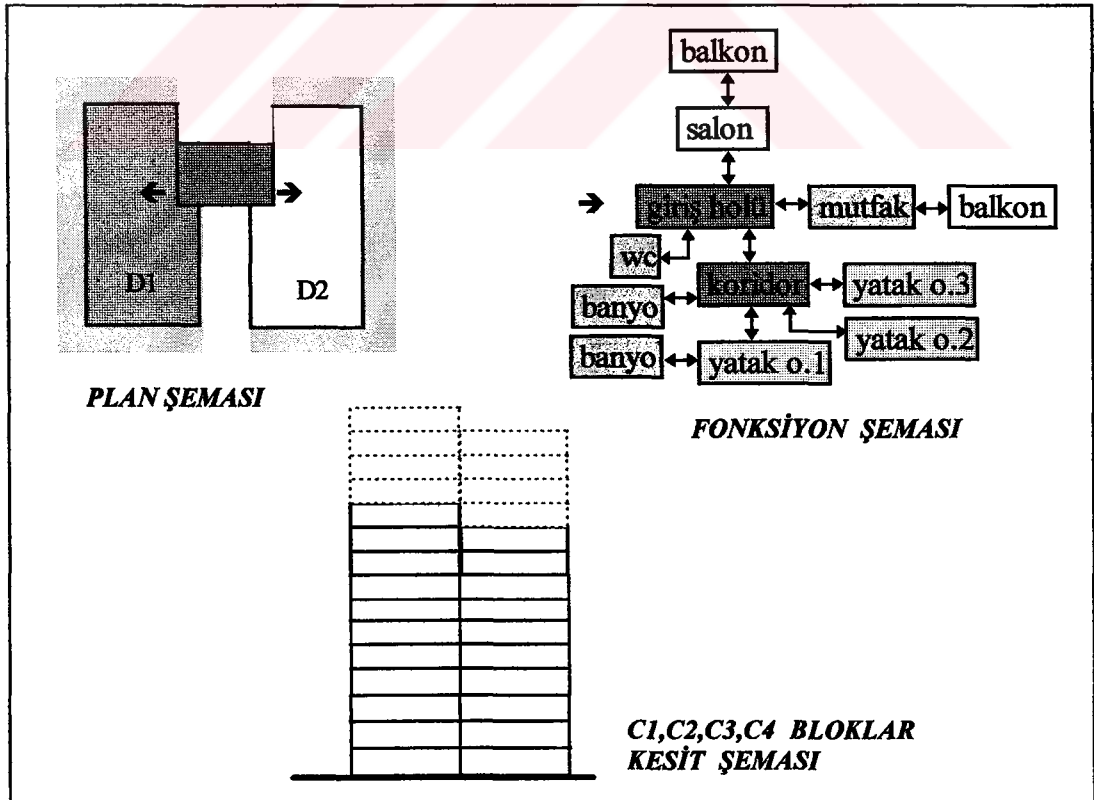 balkon
salon
giriş holü
mutfak
balkon
wc
koridor
yatak o.3
banyo
yatak o.2
banyo
yatak o.1
D1
D2
PLAN ŞEMASI
FONKSİYON ŞEMASI
C1,C2,C3,C4 BLOKLAR
KESİT ŞEMASI